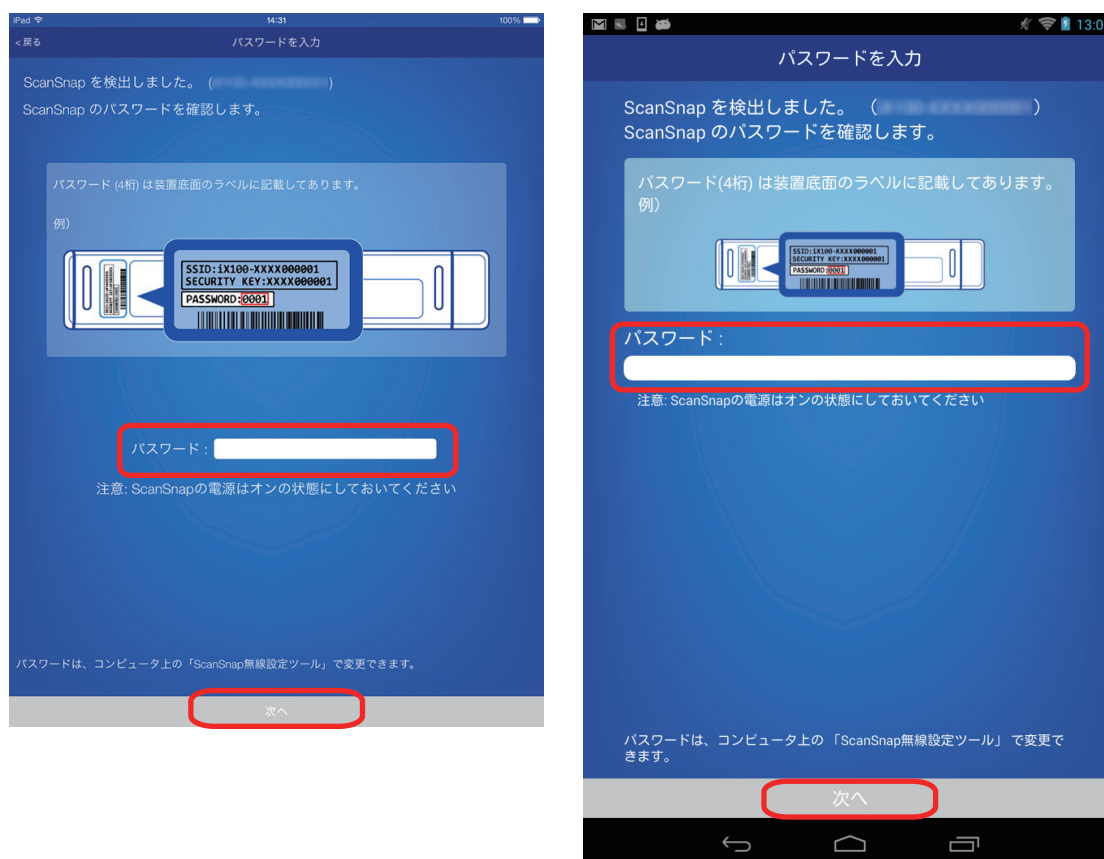 iPad 14:31 100%
<戻る パスワードを入力
ScanSnap を検出しました。 ( )
ScanSnap のパスワードを確認します。
パスワード (4桁) は装置底面のラベルに記載してあります。
例)
SSID:iX100-XXXX000001
SECURITY KEY:XXXX000001
PASSWORD:0001
パスワード :
注意: ScanSnapの電源はオンの状態にしておいてください
パスワードは、コンピュータ上の「ScanSnap無線設定ツール」で変更できます。
次へ
13:0
パスワードを入力
ScanSnap を検出しました。 ( )
ScanSnap のパスワードを確認します。
パスワード(4桁) は装置底面のラベルに記載してあります。
例)
SSID:iX100-XXXX000001
SECURITY KEY:XXXX000001
PASSWORD:0001
パスワード :
注意: ScanSnapの電源はオンの状態にしておいてください
パスワードは、コンピュータ上の 「ScanSnap無線設定ツール」 で変更で
きます。
次へ